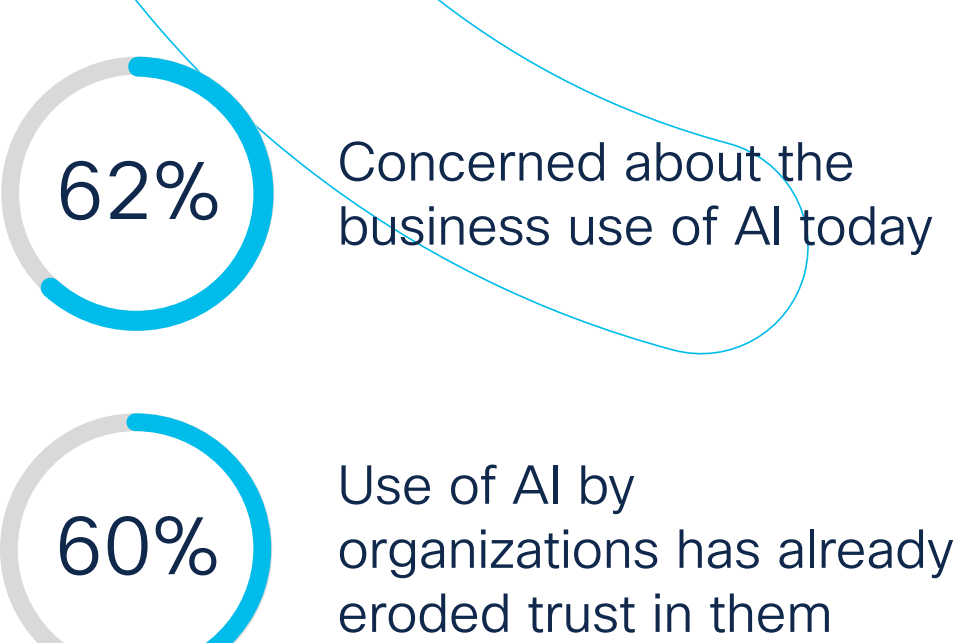 62%
Concerned about the
business use of AI today
60%
Use of AI by
organizations has already
eroded trust in them